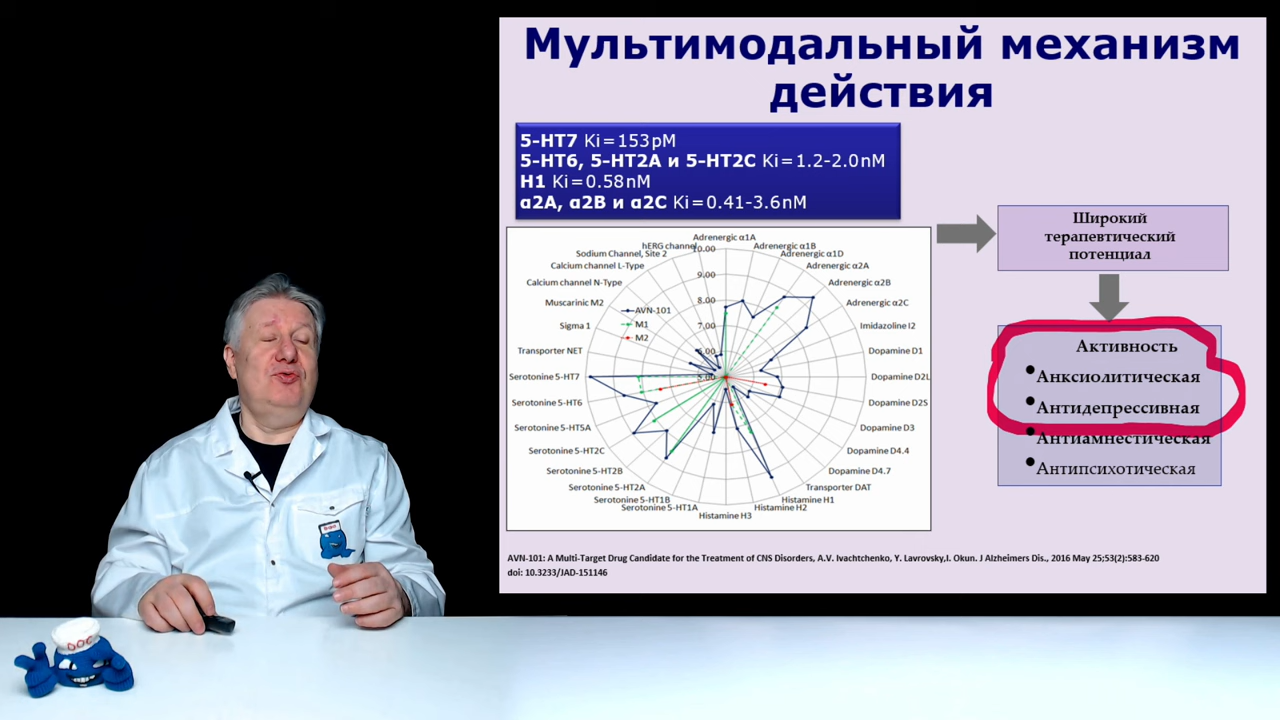 Мультимодальный механизм
действия
5-HT7 Ki=153pM
5-HT6, 5-HT2A и 5-HT2C Ki=1.2-2.0nM
H1 Ki=0.58nM
α2A, α2B и α2C Ki=0.41-3.6nM
Широкий
терапевтический
потенциал
Активность
Анксиолитическая
Антидепрессивная
Антиамнестическая
Антипсихотическая
Adrenergic α1A
Adrenergic α1B
Adrenergic α1D
Adrenergic α2A
Adrenergic α2B
Adrenergic α2C
Imidazoline I2
Dopamine D1
Dopamine D2L
Dopamine D2S
Dopamine D3
Dopamine D4.4
Dopamine D4.7
Transporter DAT
Histamine H1
Histamine H2
Histamine H3
Serotonine 5-HT1A
Serotonine 5-HT1B
Serotonine 5-HT2A
Serotonine 5-HT2B
Serotonine 5-HT2C
Serotonine 5-HT5A
Serotonine 5-HT6
Serotonine 5-HT7
Transporter NET
Sigma 1
Muscarinic M2
Calcium channel N-Type
Calcium channel L-Type
Sodium Channel, Site 2
hERG channel
10.00
9.00
8.00
7.00
6.00
5.00
AVN-101
M1
M2
AVN-101: A Multi-Target Drug Candidate for the Treatment of CNS Disorders, A.V. Ivachtchenko, Y. Lavrovsky,I. Okun. J Alzheimers Dis., 2016 May 25;53(2):583-620
doi: 10.3233/JAD-151146
DOC